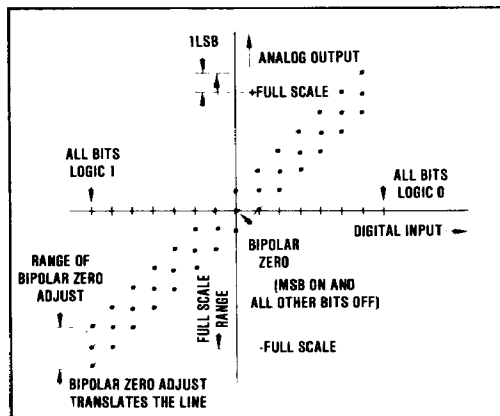 1LSB
ANALOG OUTPUT
+FULL SCALE
ALL BITS
LOGIC 1
ALL BITS
LOGIC 0
DIGITAL INPUT
BIPOLAR
ZERO
(MSB ON AND
ALL OTHER BITS OFF)
RANGE OF
BIPOLAR ZERO
ADJUST
FULL SCALE
RANGE
-FULL SCALE
BIPOLAR ZERO ADJUST
TRANSLATES THE LINE